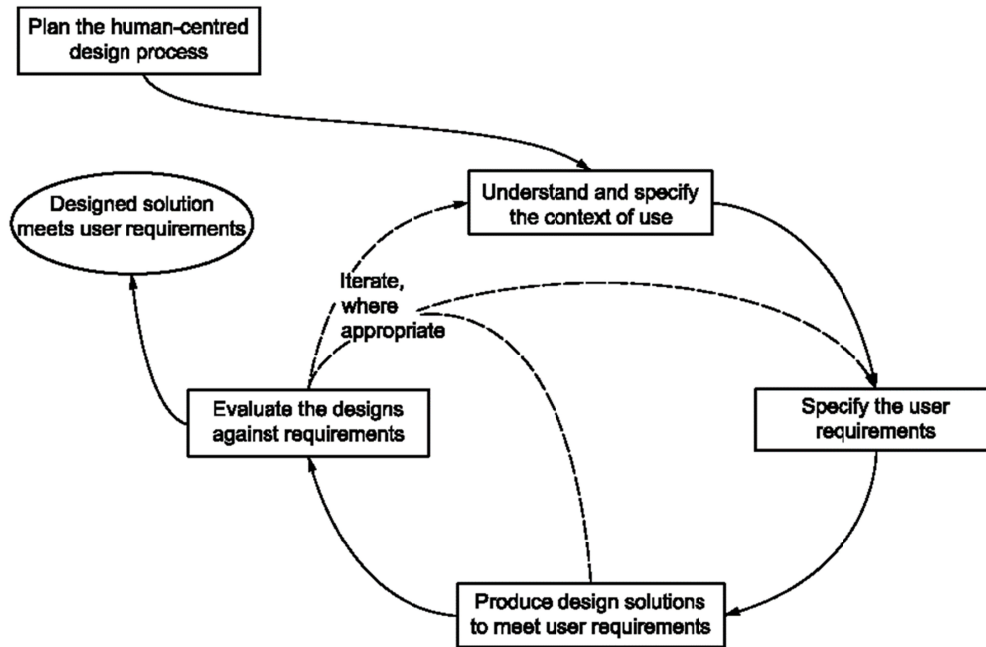 Plan the human-centred
design process
Understand and specify
the context of use
Designed solution
meets user requirements
Iterate,
where
appropriate
Evaluate the designs
against requirements
Specify the user
requirements
Produce design solutions
to meet user requirements